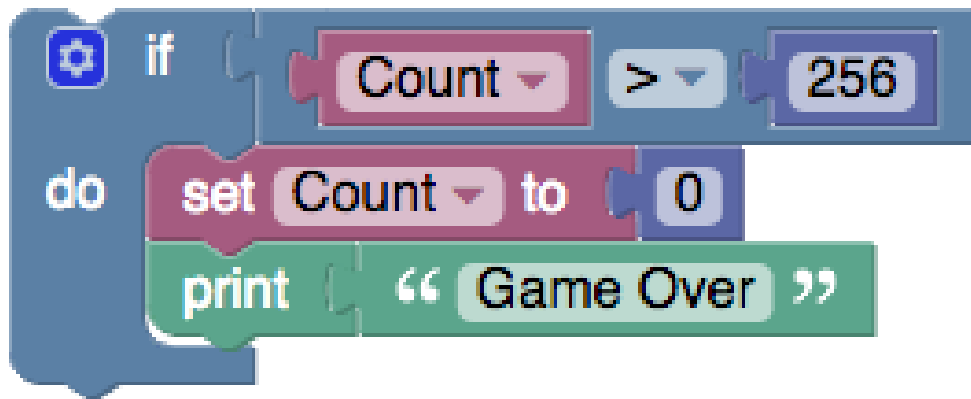 if Count > 256
do set Count to 0
print “ Game Over ”